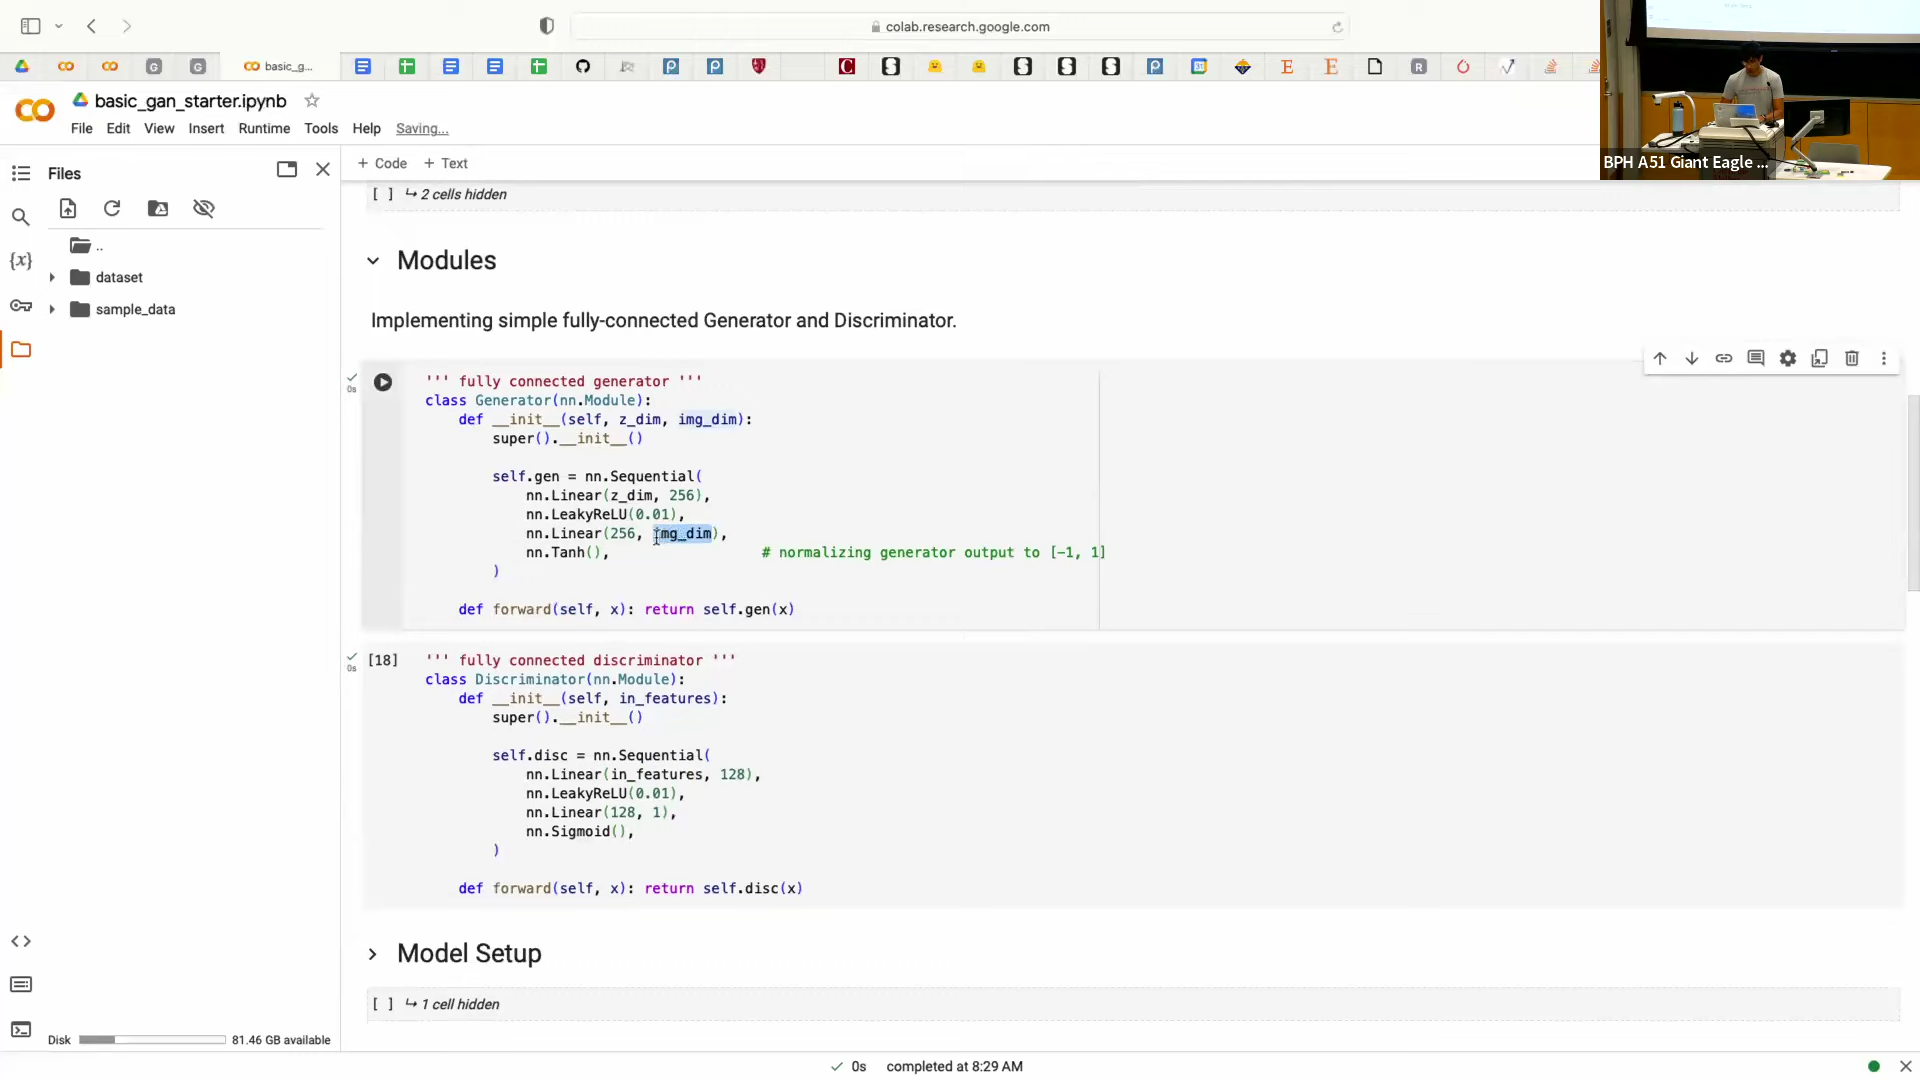 colab.research.google.com
basic_g...
basic_gan_starter.ipynb
File Edit View Insert Runtime Tools Help Saving...
BPH A51 Giant Eagle ...
+ Code + Text
Files
..
dataset
sample_data
[ ] ↳ 2 cells hidden
Modules
Implementing simple fully-connected Generator and Discriminator.
0s
''' fully connected generator '''
class Generator(nn.Module):
    def __init__(self, z_dim, img_dim):
        super().__init__()
        self.gen = nn.Sequential(
            nn.Linear(z_dim, 256),
            nn.LeakyReLU(0.01),
            nn.Linear(256, img_dim),
            nn.Tanh(),                  # normalizing generator output to [-1, 1]
        )
    def forward(self, x): return self.gen(x)
0s
[18]
''' fully connected discriminator '''
class Discriminator(nn.Module):
    def __init__(self, in_features):
        super().__init__()
        self.disc = nn.Sequential(
            nn.Linear(in_features, 128),
            nn.LeakyReLU(0.01),
            nn.Linear(128, 1),
            nn.Sigmoid(),
        )
    def forward(self, x): return self.disc(x)
Model Setup
[ ] ↳ 1 cell hidden
Disk 81.46 GB available
0s completed at 8:29 AM